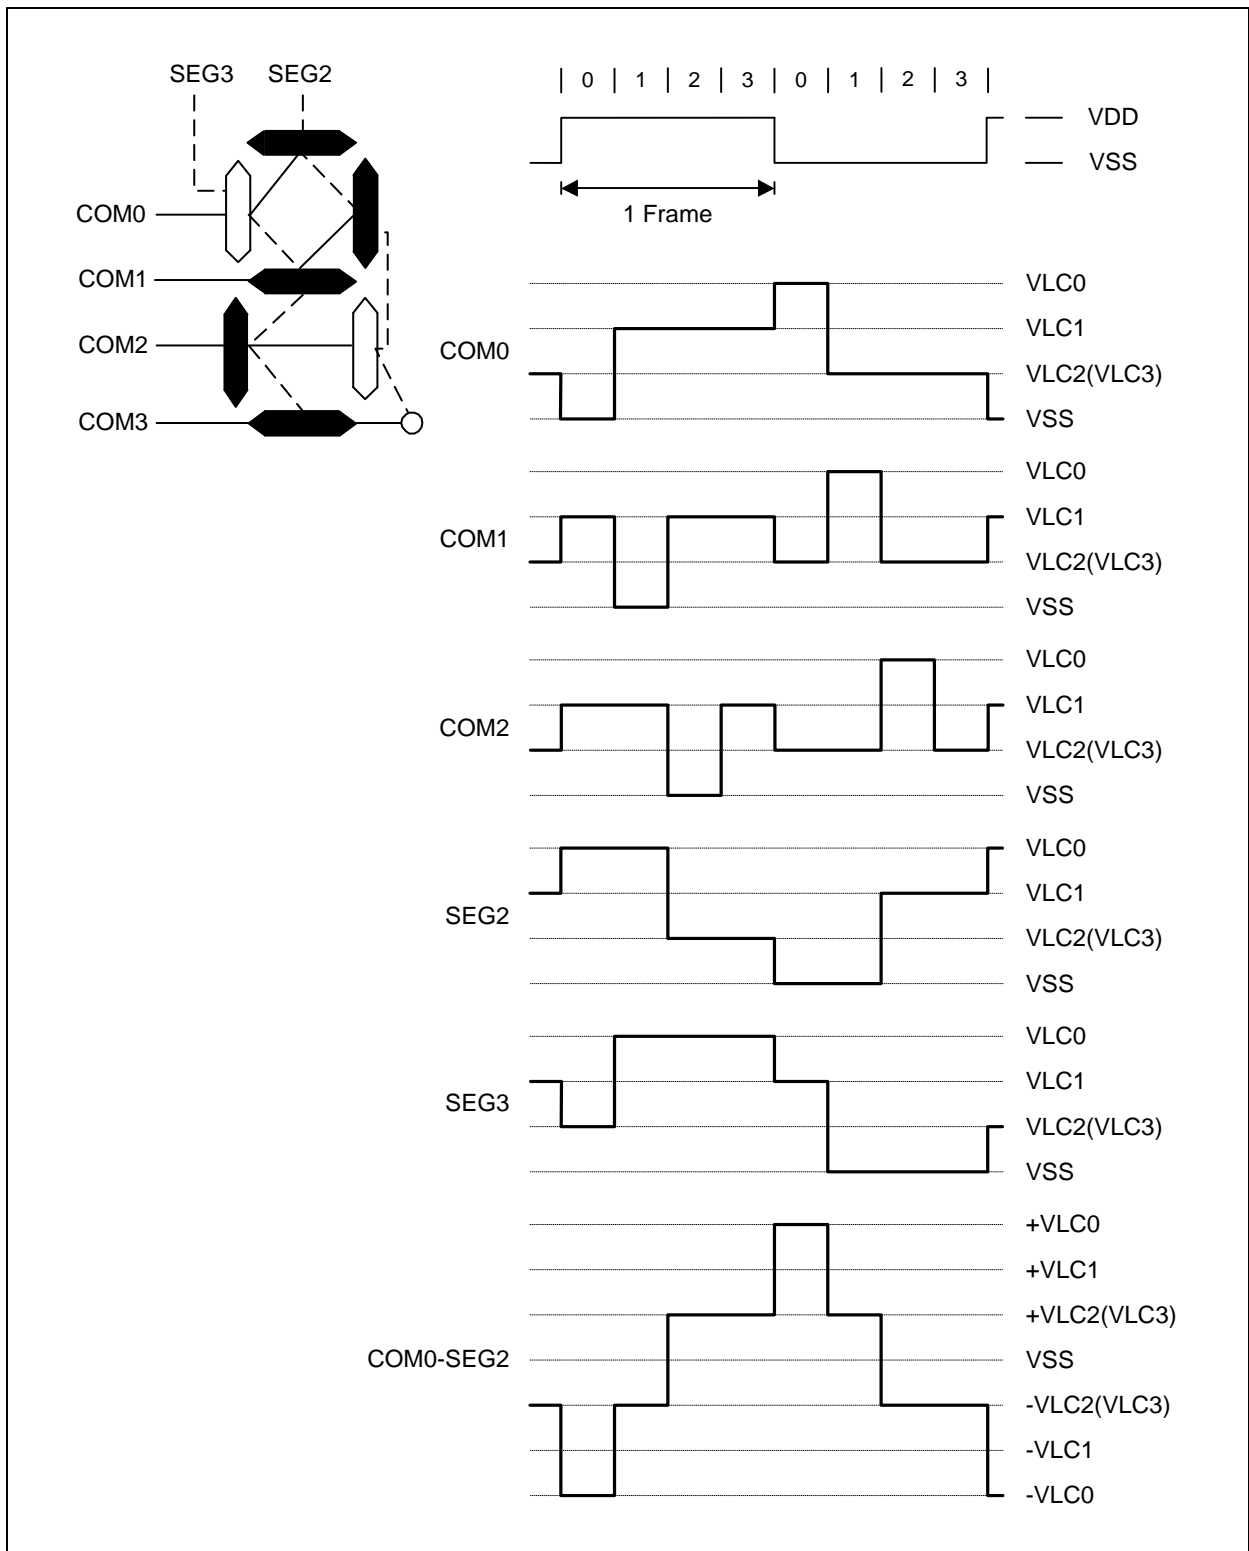 SEG3 SEG2
0 1 2 3 0 1 2 3
VDD
VSS
1 Frame
COM0
COM1
COM2
COM3
COM0
VLC0
VLC1
VLC2(VLC3)
VSS
COM1
VLC0
VLC1
VLC2(VLC3)
VSS
COM2
VLC0
VLC1
VLC2(VLC3)
VSS
SEG2
VLC0
VLC1
VLC2(VLC3)
VSS
SEG3
VLC0
VLC1
VLC2(VLC3)
VSS
COM0-SEG2
+VLC0
+VLC1
+VLC2(VLC3)
VSS
-VLC2(VLC3)
-VLC1
-VLC0